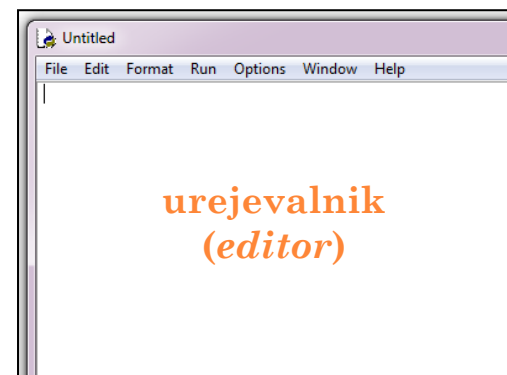 Untitled
File Edit Format Run Options Window Help
urejevalnik
(editor)